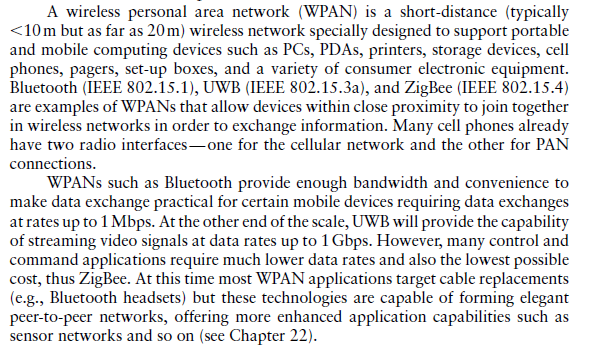 A wireless personal area network (WPAN) is a short-distance (typically
<10 m but as far as 20 m) wireless network specially designed to support portable
and mobile computing devices such as PCs, PDAs, printers, storage devices, cell
phones, pagers, set-up boxes, and a variety of consumer electronic equipment.
Bluetooth (IEEE 802.15.1), UWB (IEEE 802.15.3a), and ZigBee (IEEE 802.15.4)
are examples of WPANs that allow devices within close proximity to join together
in wireless networks in order to exchange information. Many cell phones already
have two radio interfaces—one for the cellular network and the other for PAN
connections.
WPANs such as Bluetooth provide enough bandwidth and convenience to
make data exchange practical for certain mobile devices requiring data exchanges
at rates up to 1 Mbps. At the other end of the scale, UWB will provide the capability
of streaming video signals at data rates up to 1 Gbps. However, many control and
command applications require much lower data rates and also the lowest possible
cost, thus ZigBee. At this time most WPAN applications target cable replacements
(e.g., Bluetooth headsets) but these technologies are capable of forming elegant
peer-to-peer networks, offering more enhanced application capabilities such as
sensor networks and so on (see Chapter 22).